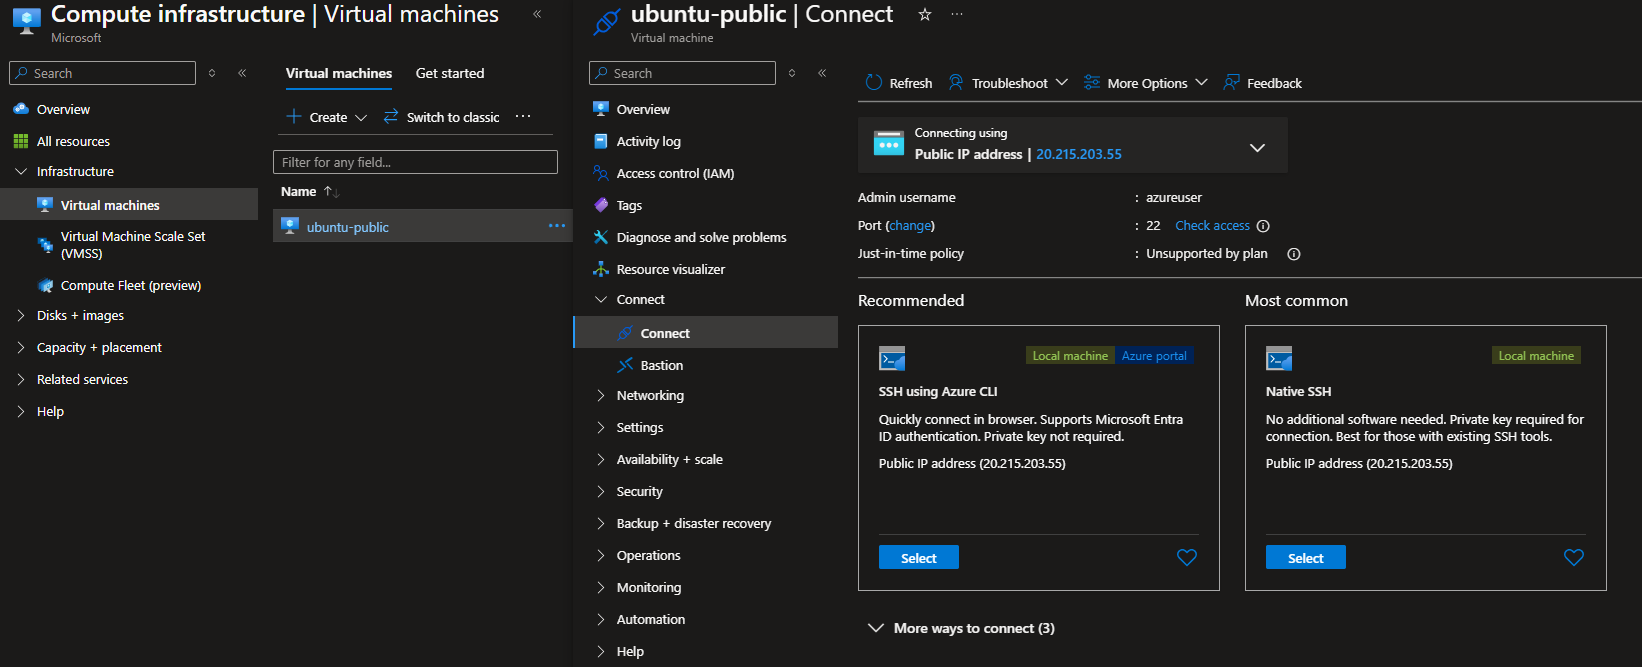 Compute infrastructure | Virtual machines
Microsoft
Search
Overview
All resources
Infrastructure
Virtual machines
Virtual Machine Scale Set
(VMSS)
Compute Fleet (preview)
Disks + images
Capacity + placement
Related services
Help
Virtual machines
Get started
Create
Switch to classic
Filter for any field...
Name
ubuntu-public
ubuntu-public | Connect
Virtual machine
Search
Overview
Activity log
Access control (IAM)
Tags
Diagnose and solve problems
Resource visualizer
Connect
Connect
Bastion
Networking
Settings
Availability + scale
Security
Backup + disaster recovery
Operations
Monitoring
Automation
Help
Refresh
Troubleshoot
More Options
Feedback
Connecting using
Public IP address | 20.215.203.55
Admin username : azureuser
Port (change) : 22 Check access
Just-in-time policy : Unsupported by plan
Recommended
Local machine Azure portal
SSH using Azure CLI
Quickly connect in browser. Supports Microsoft Entra
ID authentication. Private key not required.
Public IP address (20.215.203.55)
Select
Most common
Local machine
Native SSH
No additional software needed. Private key required for
connection. Best for those with existing SSH tools.
Public IP address (20.215.203.55)
Select
More ways to connect (3)